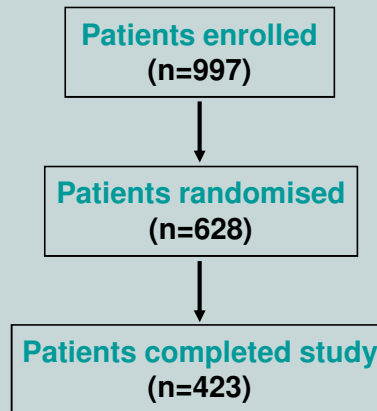 Patients enrolled
(n=997)
Patients randomised
(n=628)
Patients completed study
(n=423)